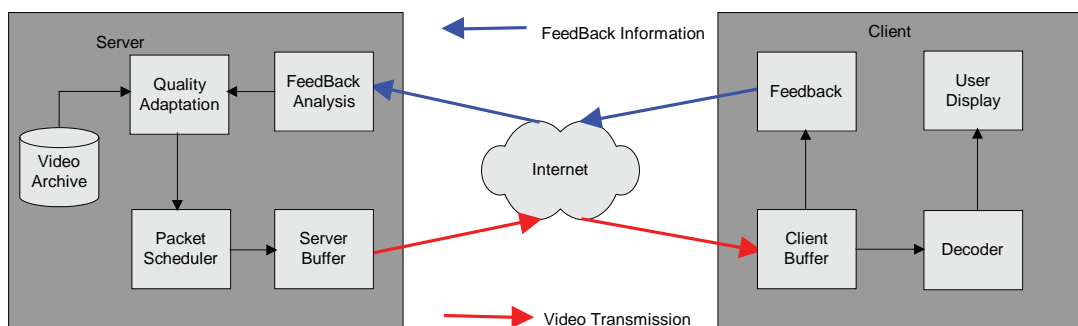 Server
Quality
Adaptation
FeedBack
Analysis
Video
Archive
Packet
Scheduler
Server
Buffer
FeedBack Information
Internet
Video Transmission
Client
Feedback
User
Display
Client
Buffer
Decoder